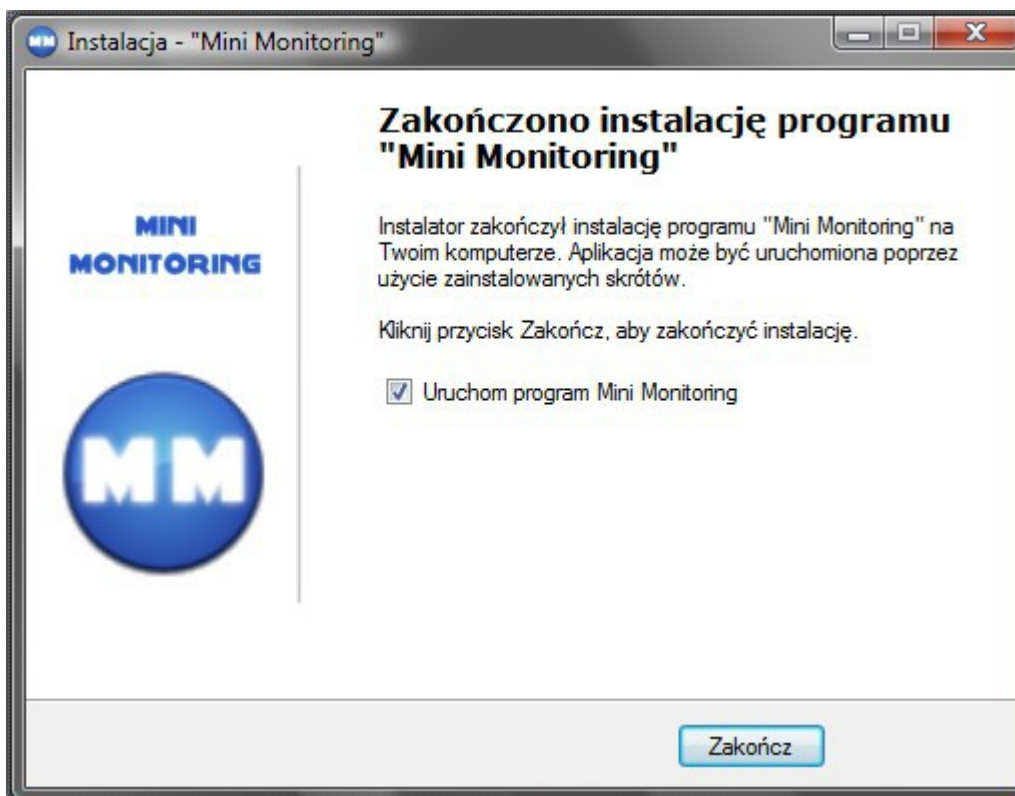 Instalacja - "Mini Monitoring"
Zakończono instalację programu
"Mini Monitoring"
MINI
MONITORING
Instalator zakończył instalację programu "Mini Monitoring" na
Twoim komputerze. Aplikacja może być uruchomiona poprzez
użycie zainstalowanych skrótów.
Kliknij przycisk Zakończ, aby zakończyć instalację.
Uruchom program Mini Monitoring
MM
Zakończ